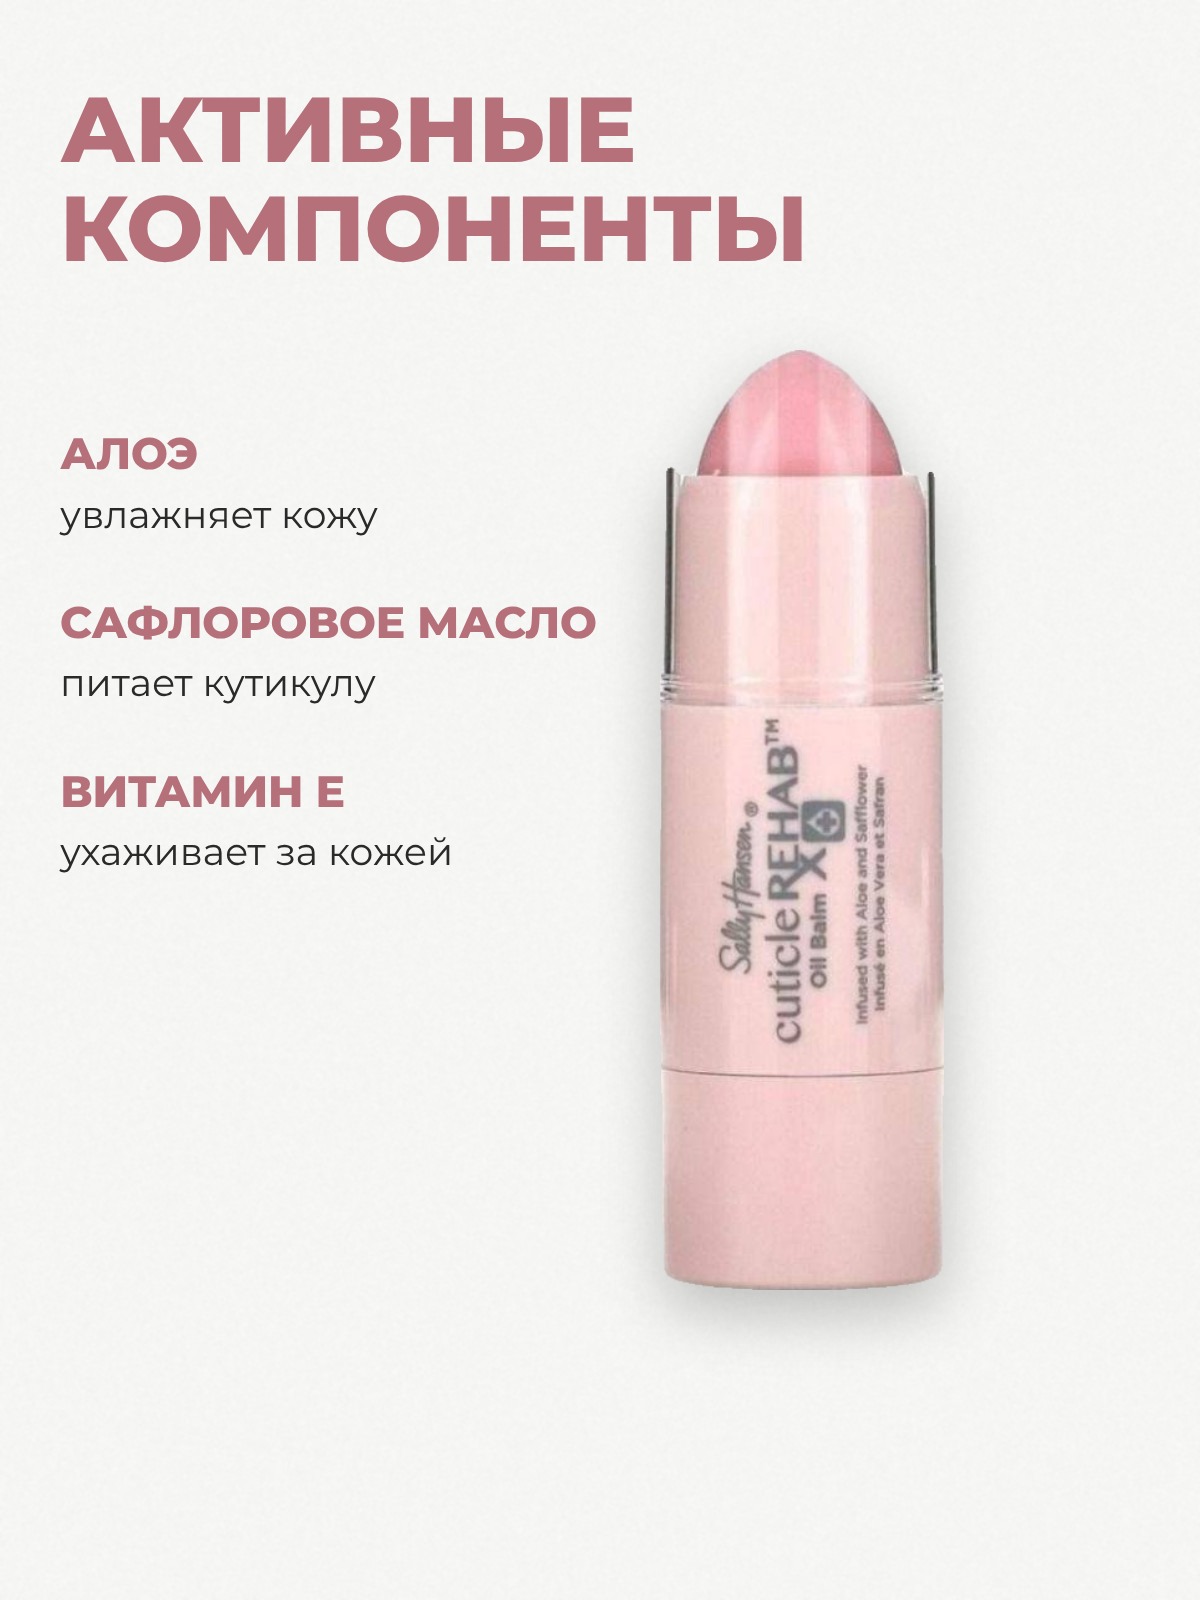 АКТИВНЫЕ
КОМПОНЕНТЫ
АЛОЭ
увлажняет кожу
САФЛОРОВОЕ МАСЛО
питает кутикулу
ВИТАМИН Е
ухаживает за кожей
Sally Hansen®
cuticle REHAB™
Oil Balm X
Infused with Aloe and Safflower
Infusé en Aloe Vera et Safran